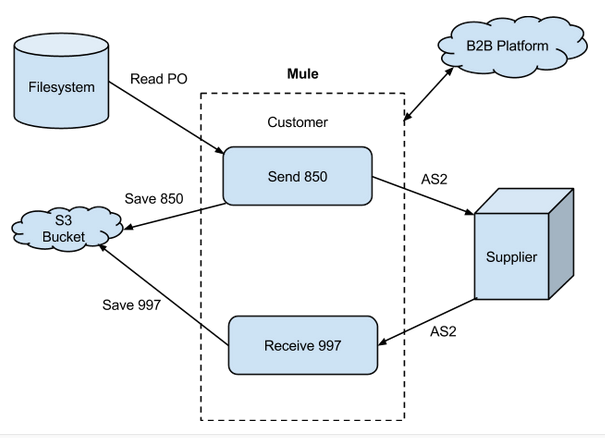 B2B Platform
Mule
Filesystem
Read PO
Customer
Send 850
AS2
Save 850
S3
Bucket
Supplier
Save 997
AS2
Receive 997